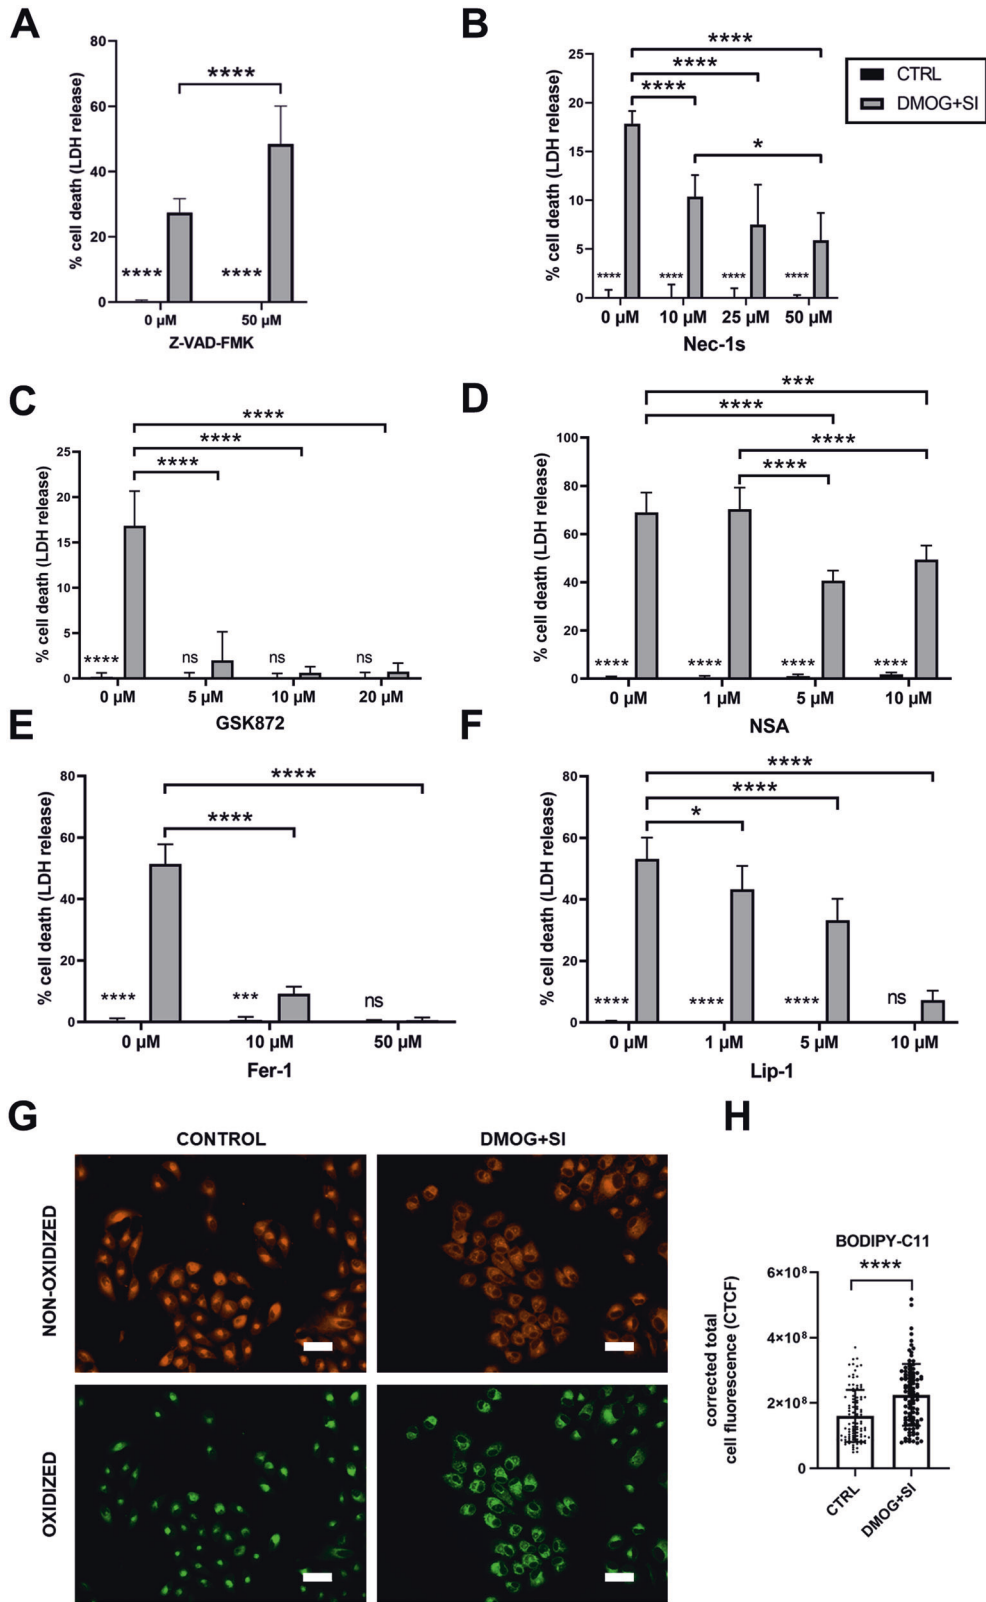 A
80
60
40
20
0
% cell death (LDH release)
****
****
****
0 µM
50 µM
Z-VAD-FMK
B
25
20
15
10
5
0
% cell death (LDH release)
****
****
****
*
****
****
****
****
0 µM
10 µM
25 µM
50 µM
Nec-1s
CTRL
DMOG+SI
C
25
20
15
10
5
0
% cell death (LDH release)
****
****
****
****
ns
ns
ns
0 µM
5 µM
10 µM
20 µM
GSK872
D
100
80
60
40
20
0
% cell death (LDH release)
***
****
****
****
****
****
****
****
0 µM
1 µM
5 µM
10 µM
NSA
E
80
60
40
20
0
% cell death (LDH release)
****
****
****
***
ns
0 µM
10 µM
50 µM
Fer-1
F
80
60
40
20
0
% cell death (LDH release)
****
****
*
****
****
****
ns
0 µM
1 µM
5 µM
10 µM
Lip-1
G
CONTROL
DMOG+SI
NON-OXIDIZED
OXIDIZED
H
BODIPY-C11
****
6×10⁸
4×10⁸
2×10⁸
0
corrected total
cell fluorescence (CTCF)
CTRL
DMOG+SI